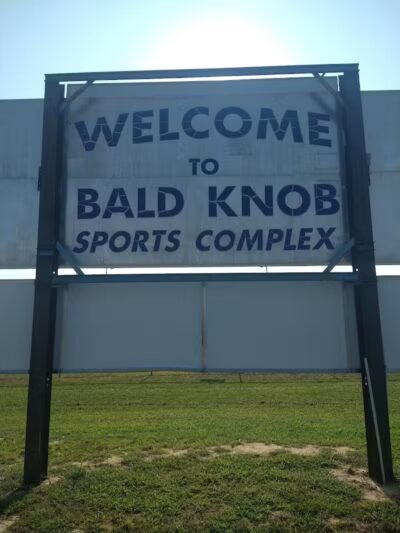 WELCOME
TO
BALD KNOB
SPORTS COMPLEX